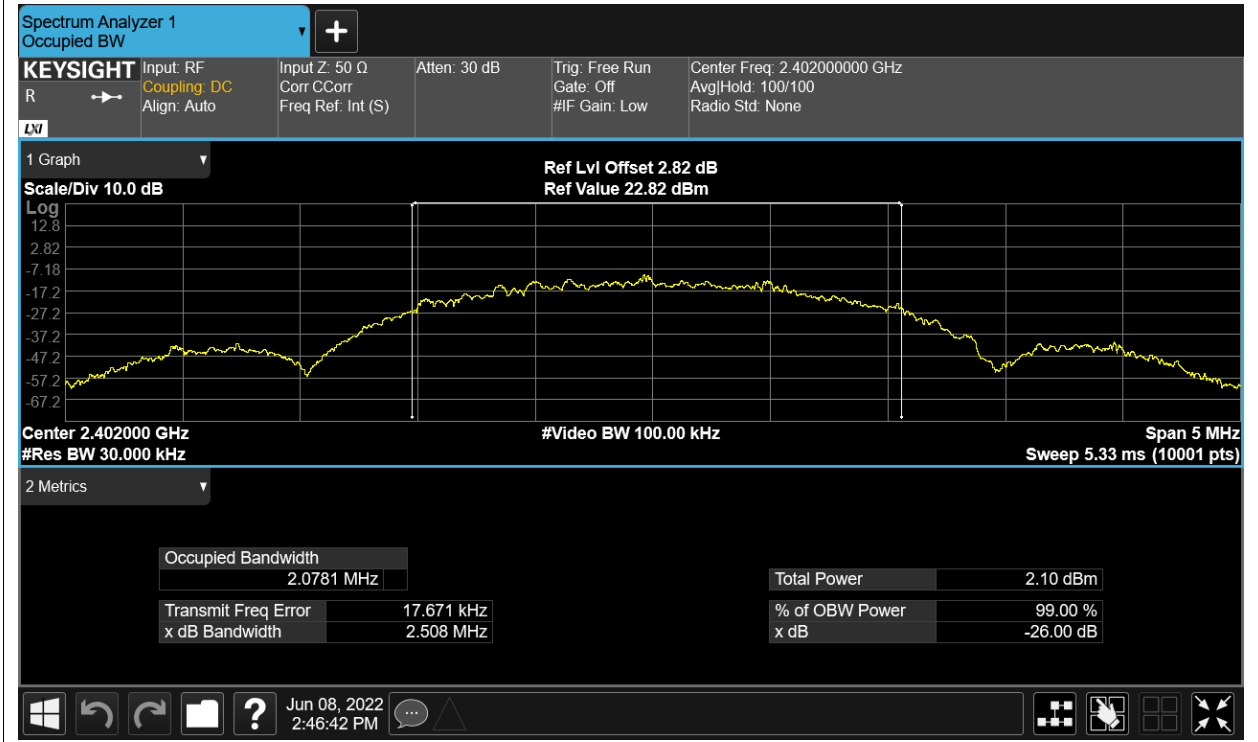 Spectrum Analyzer 1
Occupied BW
KEYSIGHT
R
LXI
Input: RF
Coupling: DC
Align: Auto
Input Z: 50 Ω
Corr CCorr
Freq Ref: Int (S)
Atten: 30 dB
Trig: Free Run
Gate: Off
#IF Gain: Low
Center Freq: 2.402000000 GHz
Avg|Hold: 100/100
Radio Std: None
1 Graph
Scale/Div 10.0 dB
Ref Lvl Offset 2.82 dB
Ref Value 22.82 dBm
Log
12.8
2.82
-7.18
-17.2
-27.2
-37.2
-47.2
-57.2
-67.2
Center 2.402000 GHz
#Video BW 100.00 kHz
Span 5 MHz
#Res BW 30.000 kHz
Sweep 5.33 ms (10001 pts)
2 Metrics
Occupied Bandwidth
2.0781 MHz
Total Power 2.10 dBm
Transmit Freq Error 17.671 kHz
% of OBW Power 99.00 %
x dB Bandwidth 2.508 MHz
x dB -26.00 dB
?
Jun 08, 2022
2:46:42 PM